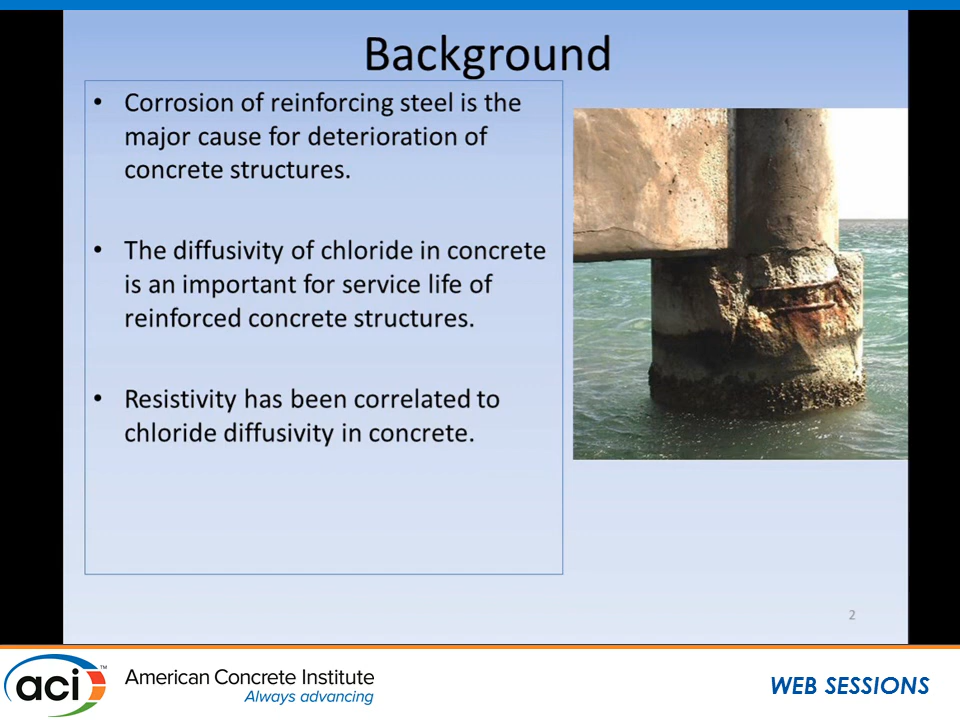 Background
• Corrosion of reinforcing steel is the
major cause for deterioration of
concrete structures.
• The diffusivity of chloride in concrete
is an important for service life of
reinforced concrete structures.
• Resistivity has been correlated to
chloride diffusivity in concrete.
2
aci™
American Concrete Institute
Always advancing
WEB SESSIONS